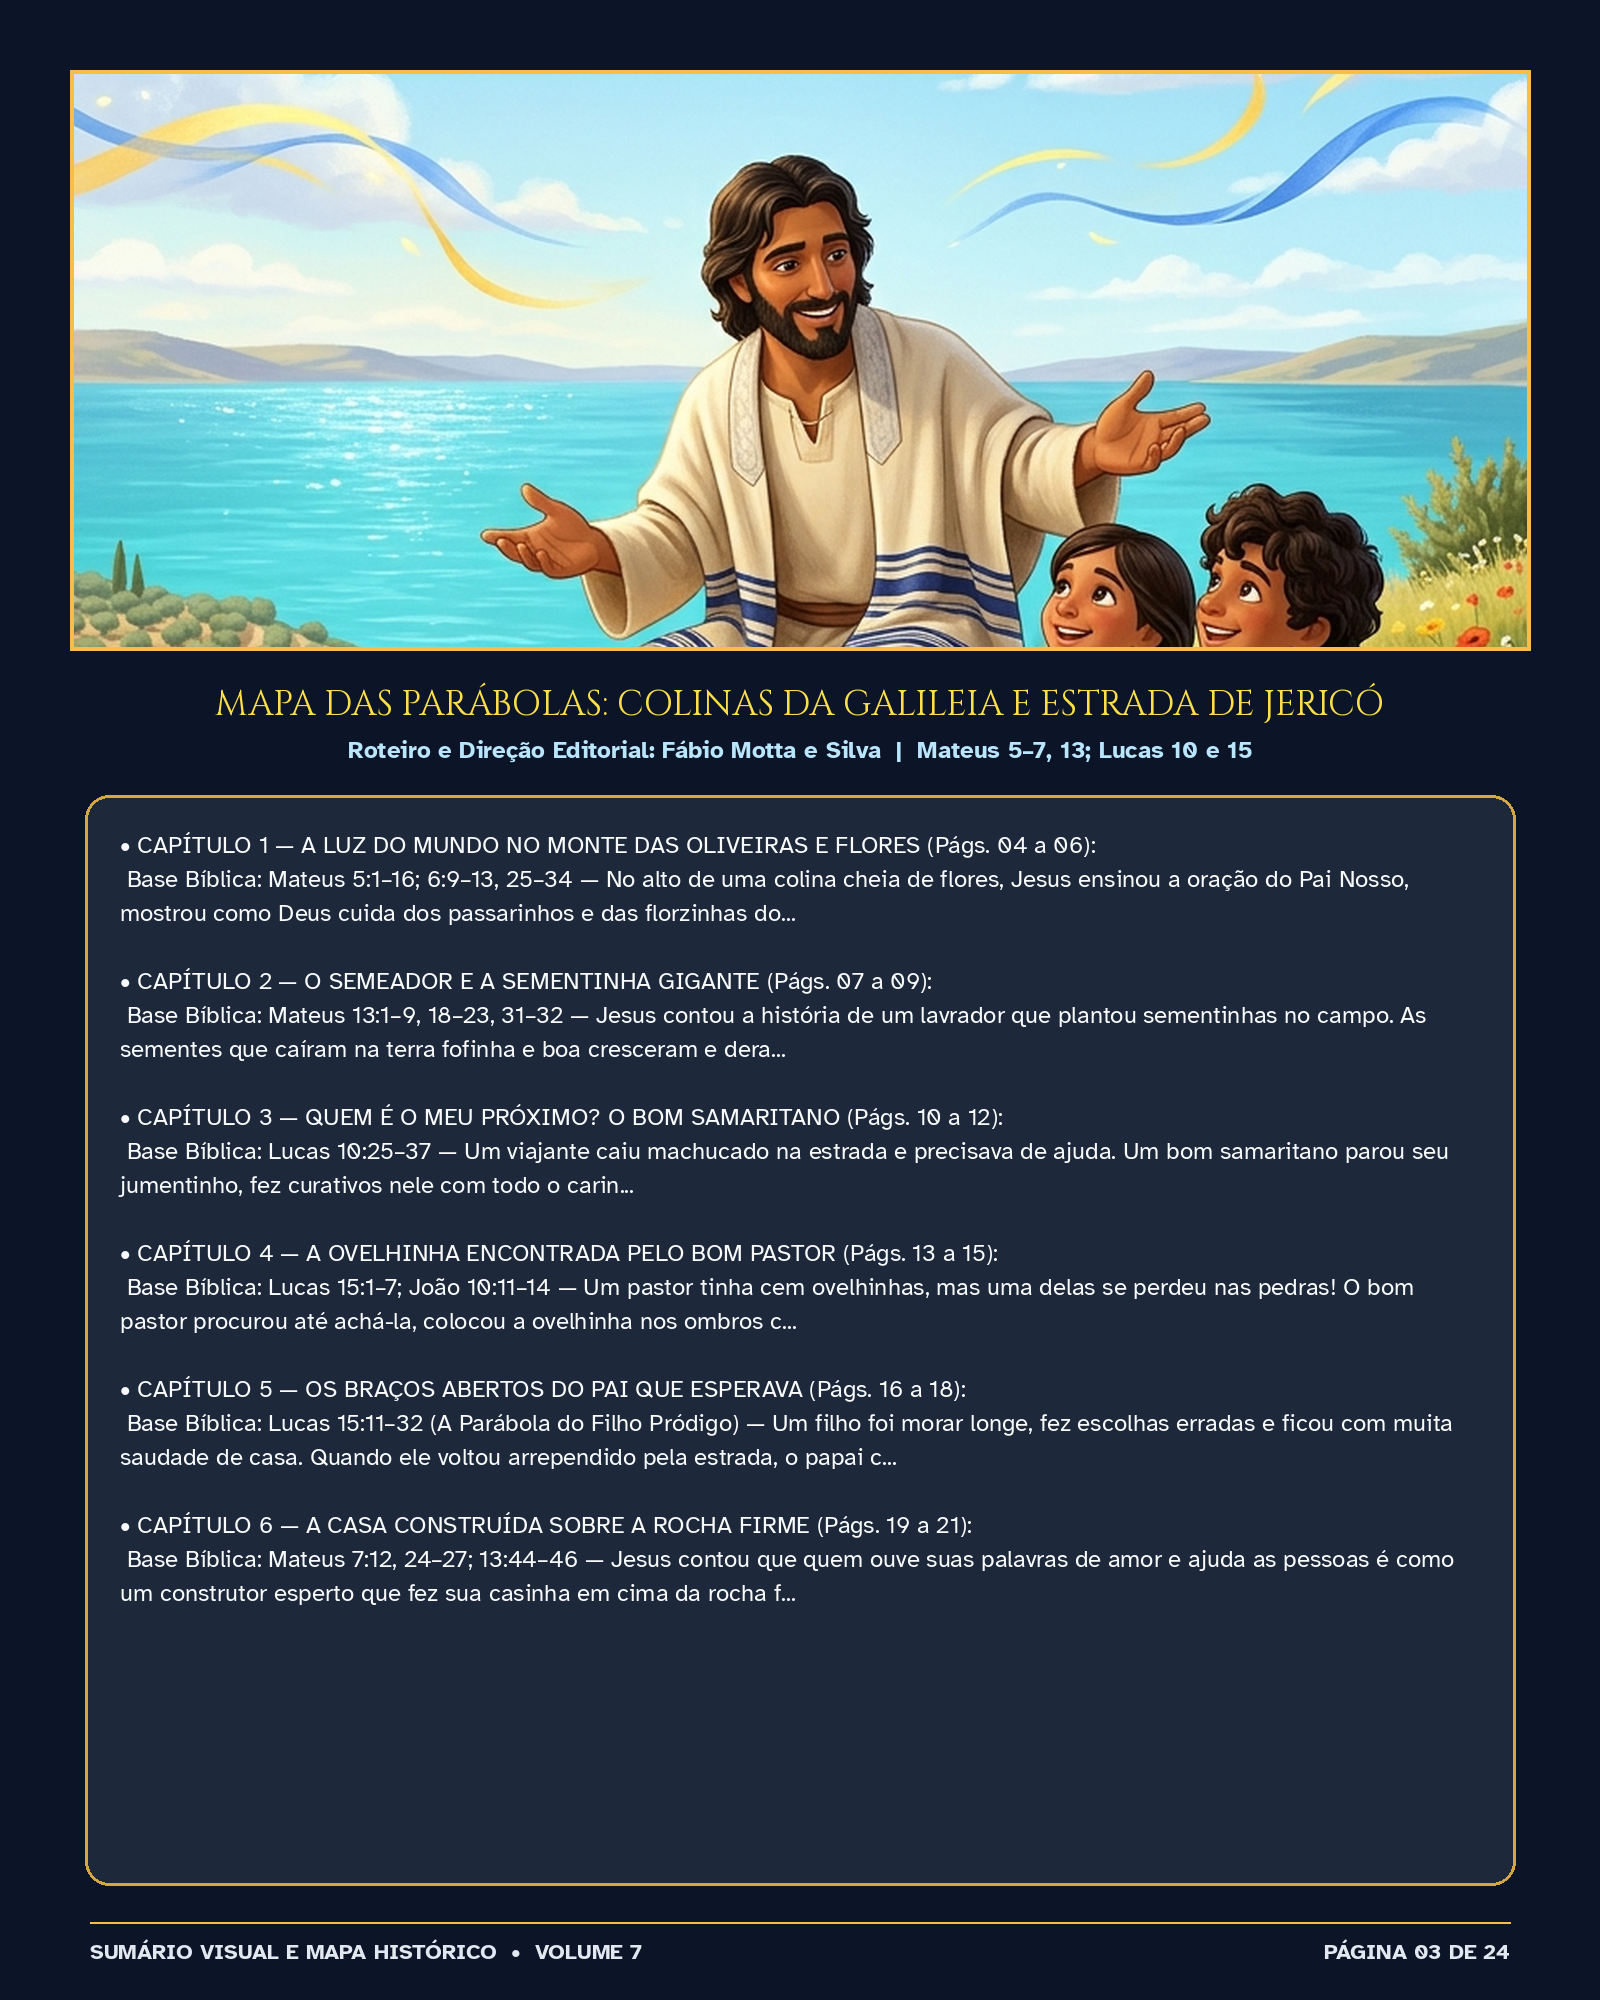 MAPA DAS PARÁBOLAS: COLINAS DA GALILEIA E ESTRADA DE JERICÓ
Roteiro e Direção Editorial: Fábio Motta e Silva | Mateus 5–7, 13; Lucas 10 e 15
• CAPÍTULO 1 — A LUZ DO MUNDO NO MONTE DAS OLIVEIRAS E FLORES (Págs. 04 a 06):
Base Bíblica: Mateus 5:1–16; 6:9–13, 25–34 — No alto de uma colina cheia de flores, Jesus ensinou a oração do Pai Nosso,
mostrou como Deus cuida dos passarinhos e das florzinhas do...
• CAPÍTULO 2 — O SEMEADOR E A SEMENTINHA GIGANTE (Págs. 07 a 09):
Base Bíblica: Mateus 13:1–9, 18–23, 31–32 — Jesus contou a história de um lavrador que plantou sementinhas no campo. As
sementes que caíram na terra fofinha e boa cresceram e dera...
• CAPÍTULO 3 — QUEM É O MEU PRÓXIMO? O BOM SAMARITANO (Págs. 10 a 12):
Base Bíblica: Lucas 10:25–37 — Um viajante caiu machucado na estrada e precisava de ajuda. Um bom samaritano parou seu
jumentinho, fez curativos nele com todo o carin...
• CAPÍTULO 4 — A OVELHINHA ENCONTRADA PELO BOM PASTOR (Págs. 13 a 15):
Base Bíblica: Lucas 15:1–7; João 10:11–14 — Um pastor tinha cem ovelhinhas, mas uma delas se perdeu nas pedras! O bom
pastor procurou até achá-la, colocou a ovelhinha nos ombros c...
• CAPÍTULO 5 — OS BRAÇOS ABERTOS DO PAI QUE ESPERAVA (Págs. 16 a 18):
Base Bíblica: Lucas 15:11–32 (A Parábola do Filho Pródigo) — Um filho foi morar longe, fez escolhas erradas e ficou com muita
saudade de casa. Quando ele voltou arrependido pela estrada, o papai c...
• CAPÍTULO 6 — A CASA CONSTRUÍDA SOBRE A ROCHA FIRME (Págs. 19 a 21):
Base Bíblica: Mateus 7:12, 24–27; 13:44–46 — Jesus contou que quem ouve suas palavras de amor e ajuda as pessoas é como
um construtor esperto que fez sua casinha em cima da rocha f...
SUMÁRIO VISUAL E MAPA HISTÓRICO • VOLUME 7
PÁGINA 03 DE 24